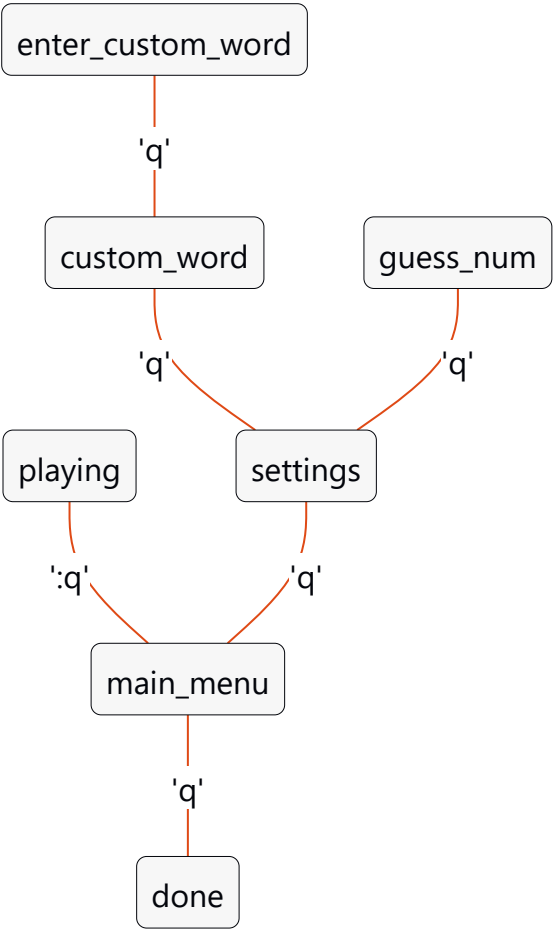 enter_custom_word
'q'
custom_word
guess_num
'q'
'q'
playing
settings
':q'
'q'
main_menu
'q'
done